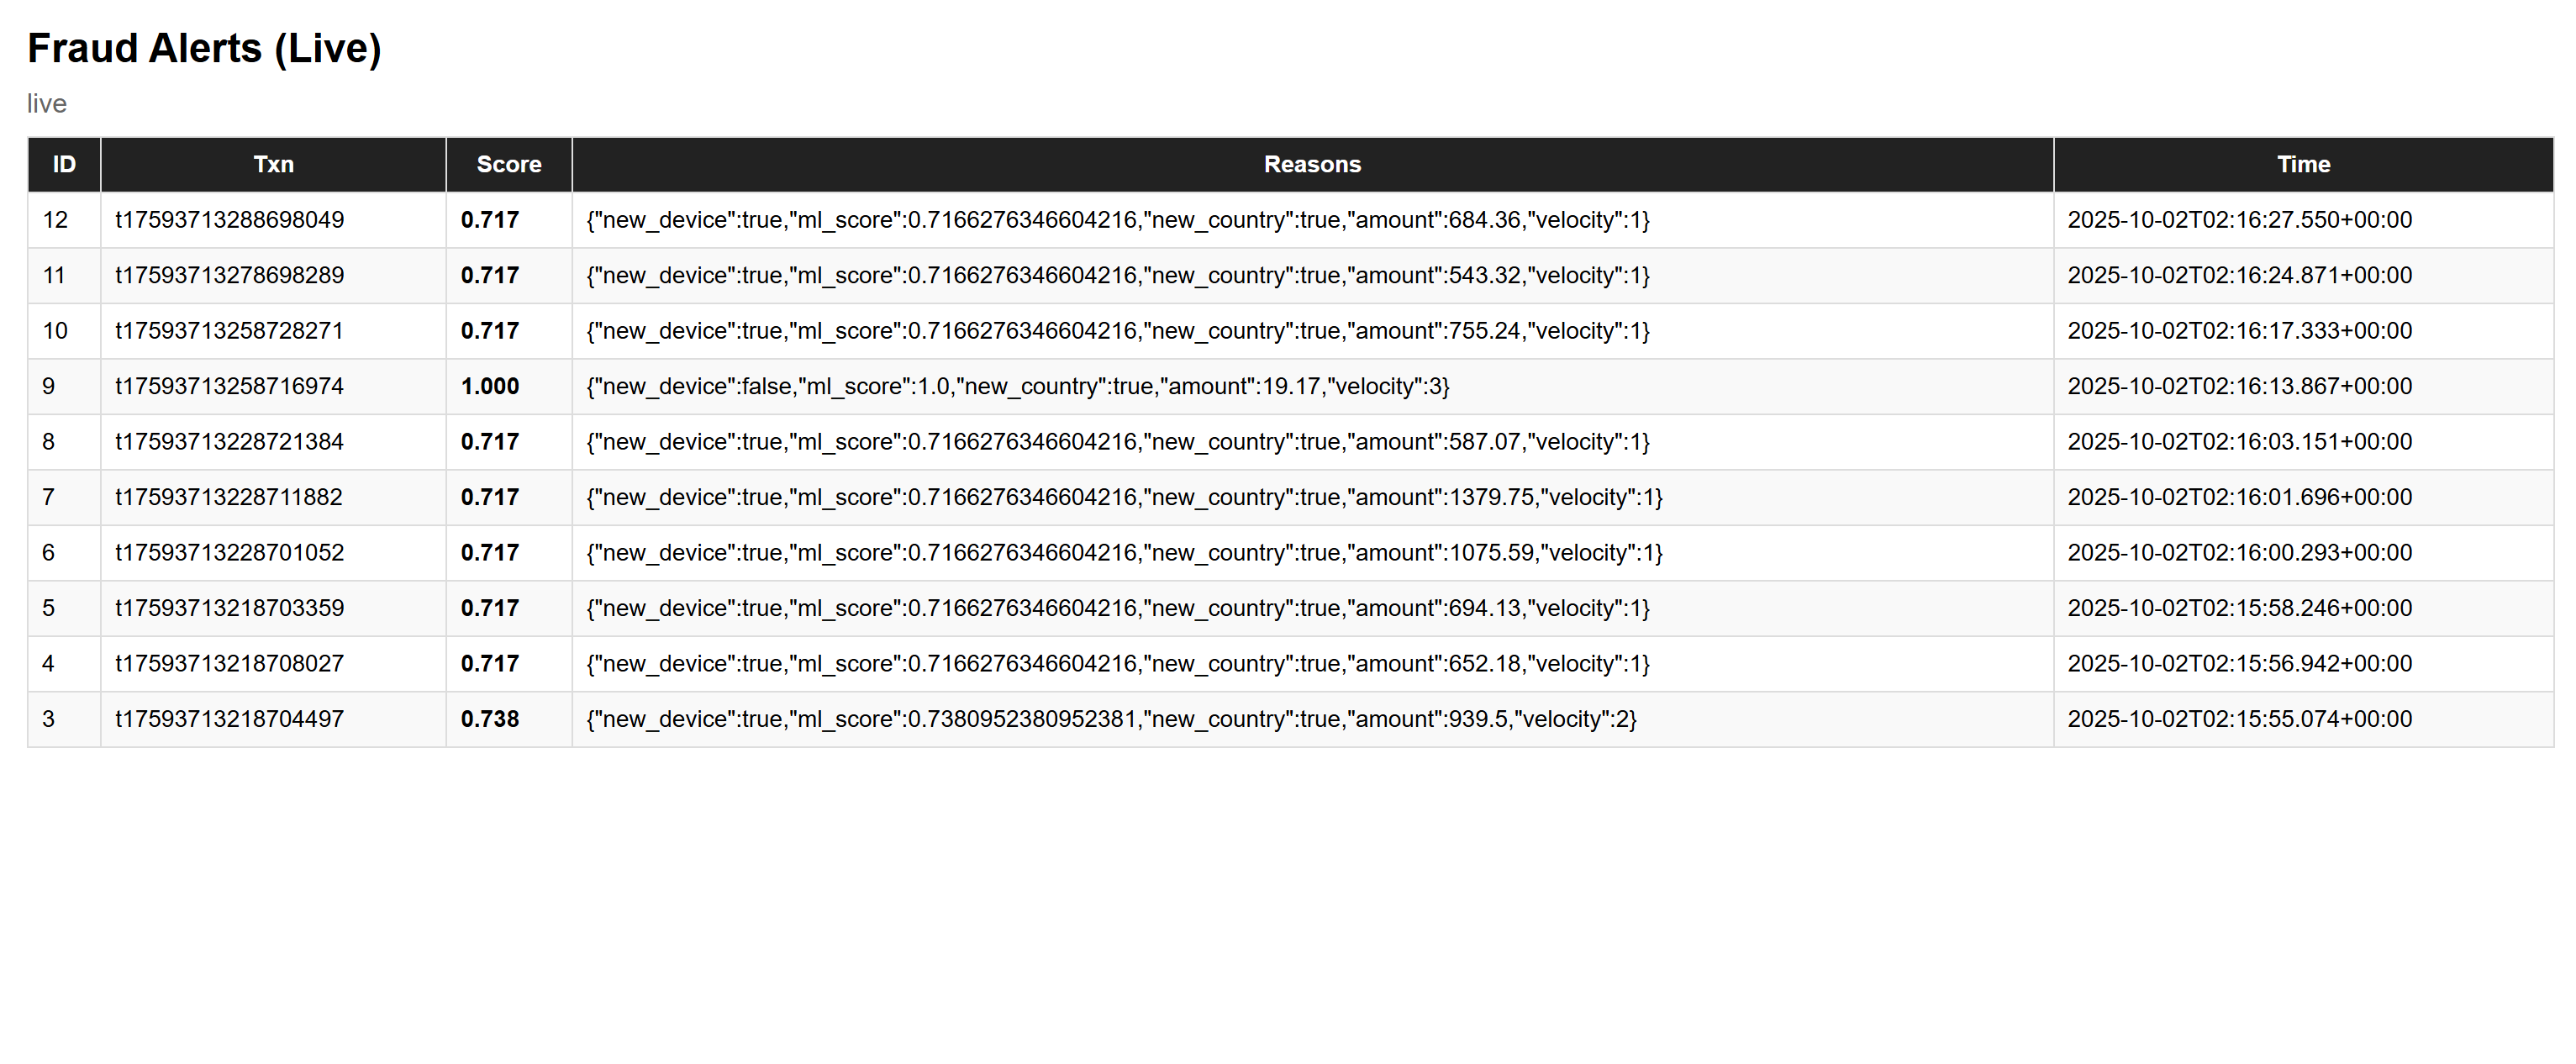 Fraud Alerts (Live)
live
ID Txn Score Reasons Time
12 t17593713288698049 0.717 {"new_device":true,"ml_score":0.7166276346604216,"new_country":true,"amount":684.36,"velocity":1} 2025-10-02T02:16:27.550+00:00
11 t17593713278698289 0.717 {"new_device":true,"ml_score":0.7166276346604216,"new_country":true,"amount":543.32,"velocity":1} 2025-10-02T02:16:24.871+00:00
10 t17593713258728271 0.717 {"new_device":true,"ml_score":0.7166276346604216,"new_country":true,"amount":755.24,"velocity":1} 2025-10-02T02:16:17.333+00:00
9 t17593713258716974 1.000 {"new_device":false,"ml_score":1.0,"new_country":true,"amount":19.17,"velocity":3} 2025-10-02T02:16:13.867+00:00
8 t17593713228721384 0.717 {"new_device":true,"ml_score":0.7166276346604216,"new_country":true,"amount":587.07,"velocity":1} 2025-10-02T02:16:03.151+00:00
7 t17593713228711882 0.717 {"new_device":true,"ml_score":0.7166276346604216,"new_country":true,"amount":1379.75,"velocity":1} 2025-10-02T02:16:01.696+00:00
6 t17593713228701052 0.717 {"new_device":true,"ml_score":0.7166276346604216,"new_country":true,"amount":1075.59,"velocity":1} 2025-10-02T02:16:00.293+00:00
5 t17593713218703359 0.717 {"new_device":true,"ml_score":0.7166276346604216,"new_country":true,"amount":694.13,"velocity":1} 2025-10-02T02:15:58.246+00:00
4 t17593713218708027 0.717 {"new_device":true,"ml_score":0.7166276346604216,"new_country":true,"amount":652.18,"velocity":1} 2025-10-02T02:15:56.942+00:00
3 t17593713218704497 0.738 {"new_device":true,"ml_score":0.7380952380952381,"new_country":true,"amount":939.5,"velocity":2} 2025-10-02T02:15:55.074+00:00